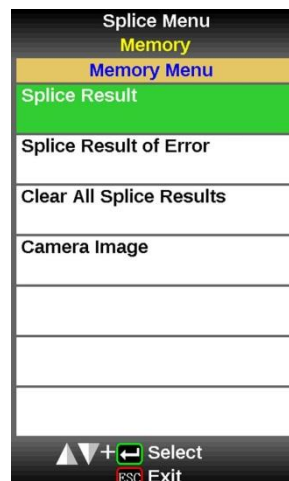 Splice Menu
Memory
Memory Menu
Splice Result
Splice Result of Error
Clear All Splice Results
Camera Image
+ Select
ESC Exit